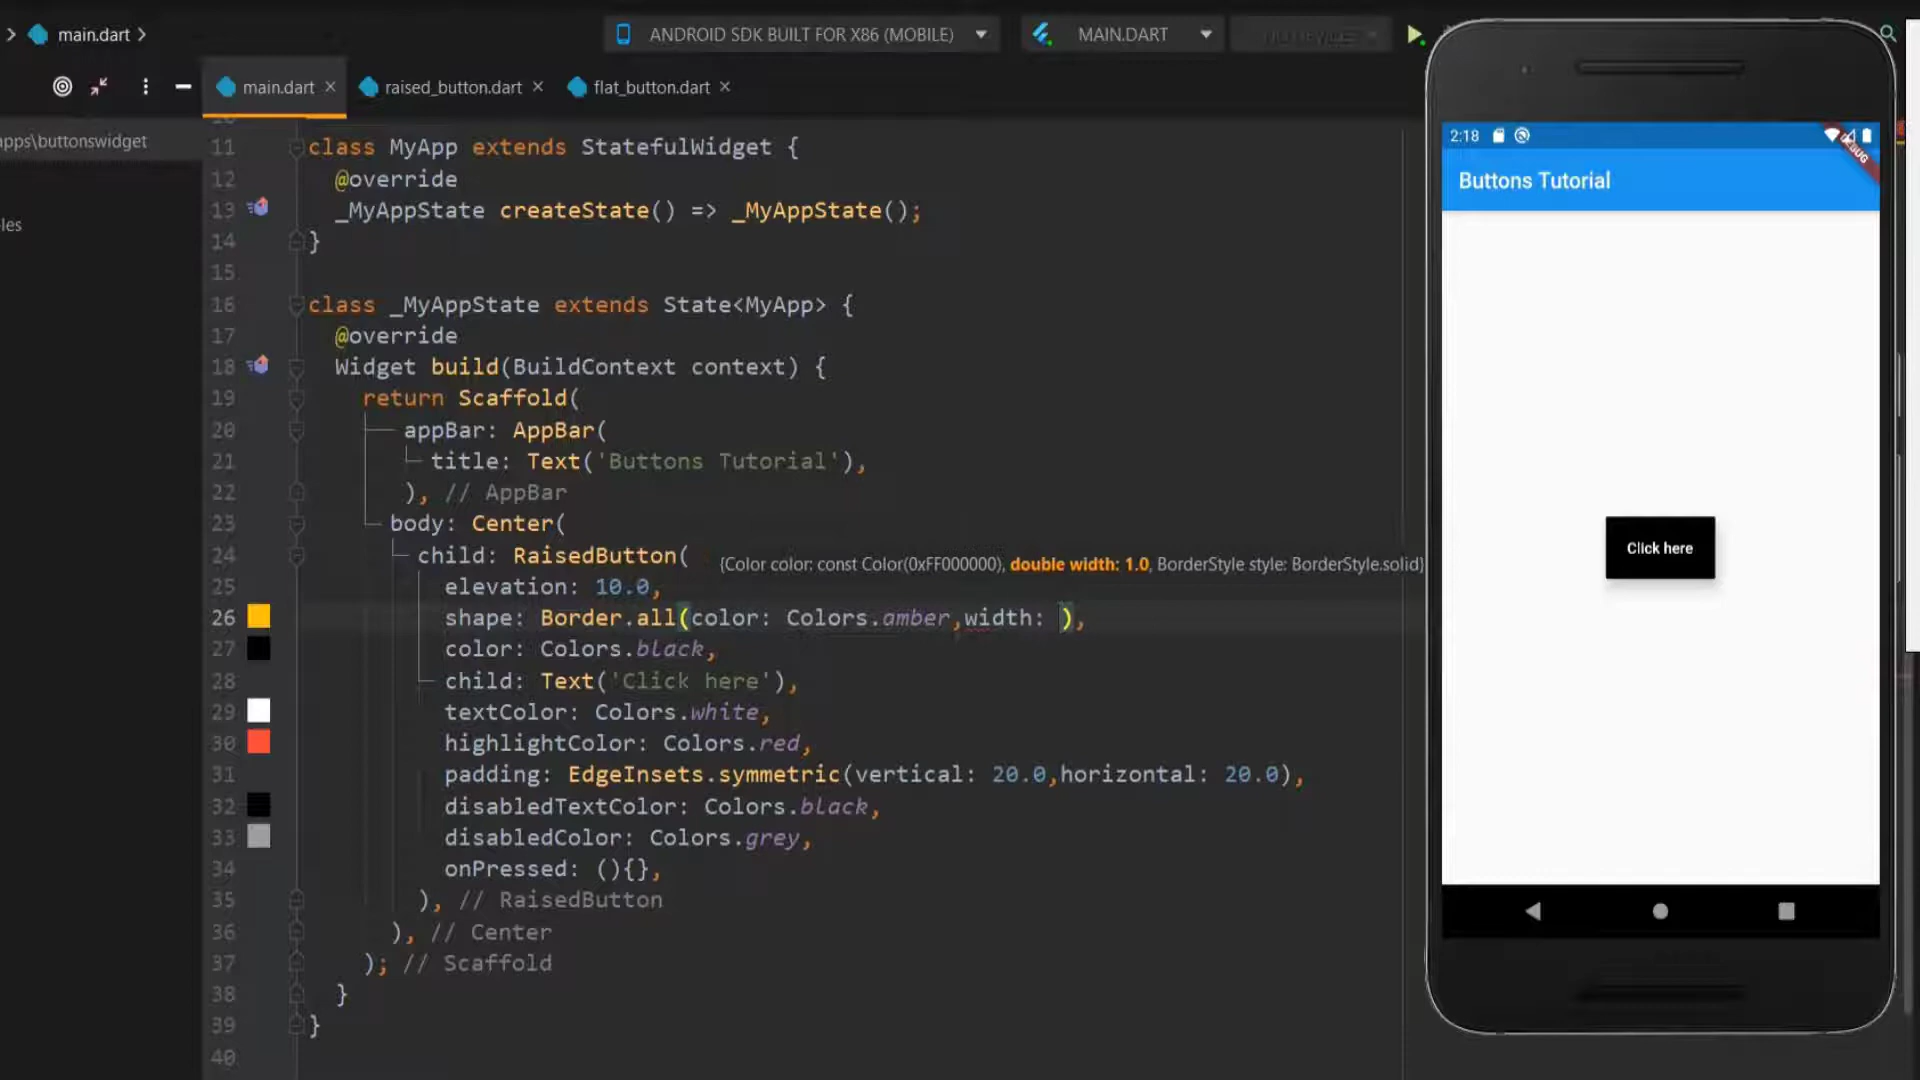 main.dart
ANDROID SDK BUILT FOR X86 (MOBILE)
MAIN.DART
main.dart
raised_button.dart
flat_button.dart
apps\buttonswidget
les
11 class MyApp extends StatefulWidget {
12 @override
13 _MyAppState createState() => _MyAppState();
14 }
15
16 class _MyAppState extends State<MyApp> {
17 @override
18 Widget build(BuildContext context) {
19 return Scaffold(
20 appBar: AppBar(
21 title: Text('Buttons Tutorial'),
22 ), // AppBar
23 body: Center(
24 child: RaisedButton(
{Color color: const Color(0xFF000000), double width: 1.0, BorderStyle style: BorderStyle.solid}
25 elevation: 10.0,
26 shape: Border.all(color: Colors.amber,width: ),
27 color: Colors.black,
28 child: Text('Click here'),
29 textColor: Colors.white,
30 highlightColor: Colors.red,
31 padding: EdgeInsets.symmetric(vertical: 20.0,horizontal: 20.0),
32 disabledTextColor: Colors.black,
33 disabledColor: Colors.grey,
34 onPressed: (){},
35 ), // RaisedButton
36 ), // Center
37 ); // Scaffold
38 }
39 }
40
2:18
DEBUG
Buttons Tutorial
Click here